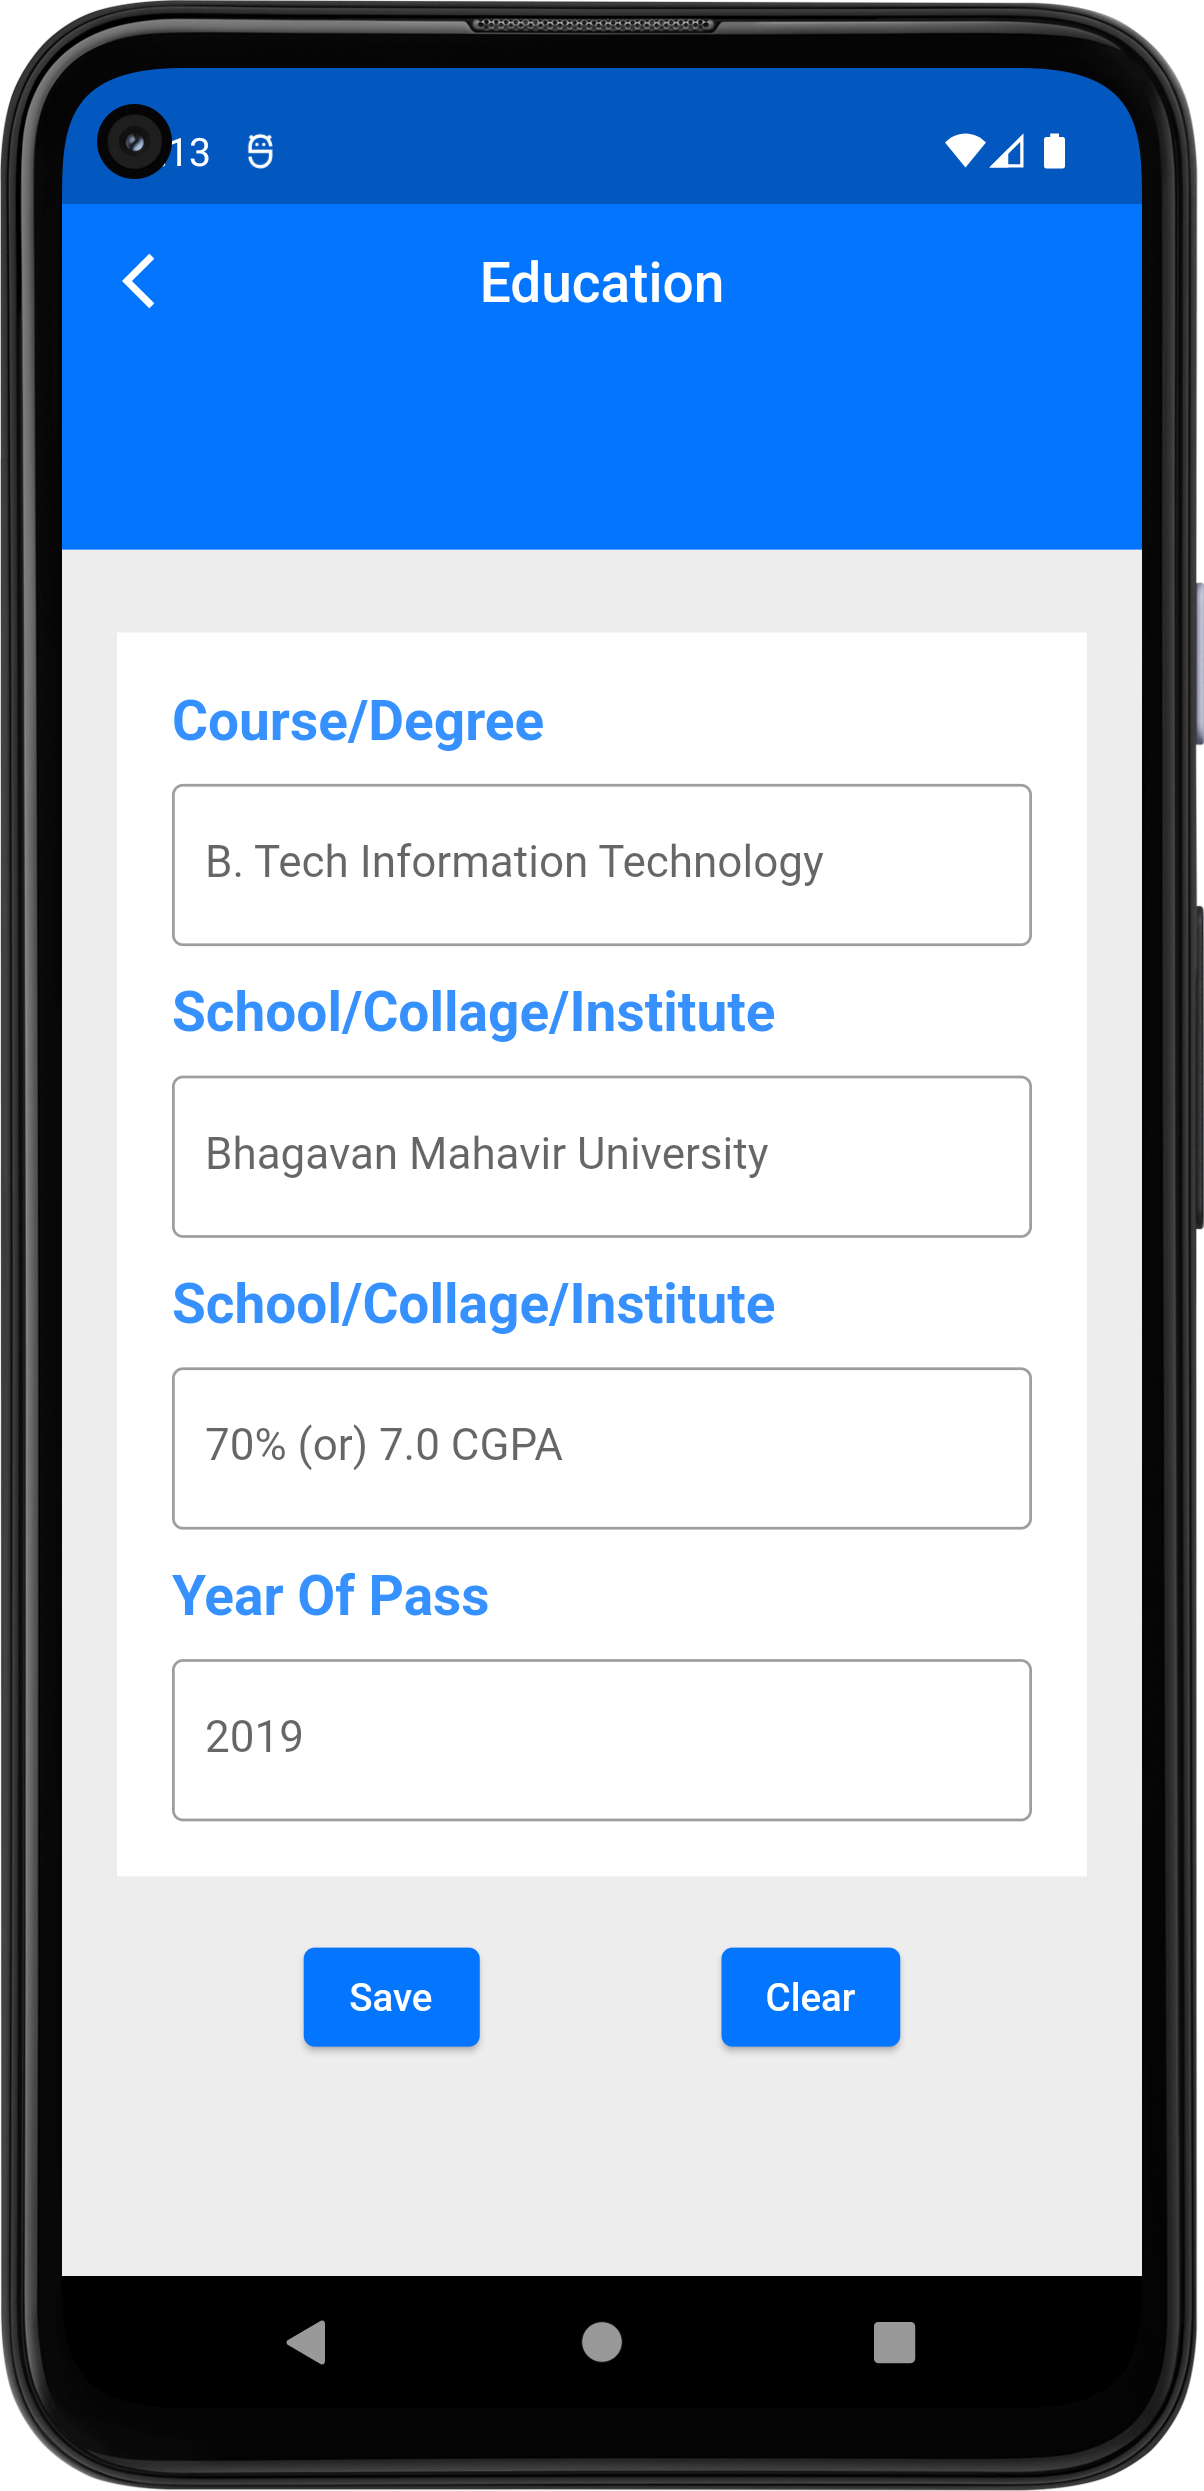 13
Education
Course/Degree
B. Tech Information Technology
School/Collage/Institute
Bhagavan Mahavir University
School/Collage/Institute
70% (or) 7.0 CGPA
Year Of Pass
2019
Save
Clear